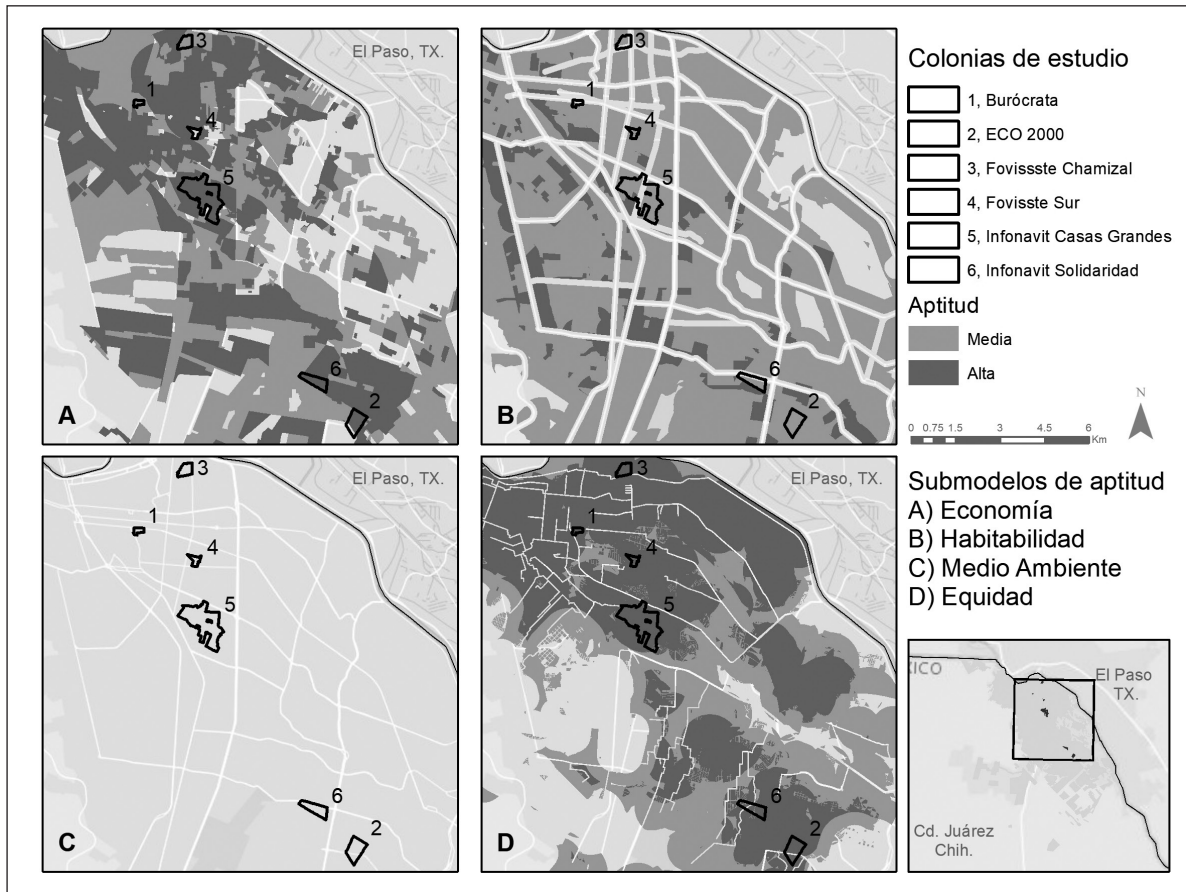 El Paso, TX.
3
1
4
5
6
2
A
3
1
4
5
6
2
B
Colonias de estudio
1, Burócrata
2, ECO 2000
3, Fovissste Chamizal
4, Fovisste Sur
5, Infonavit Casas Grandes
6, Infonavit Solidaridad
Aptitud
Media
Alta
N
0 0.75 1.5 3 4.5 6
Km
El Paso, TX.
3
1
4
5
6
2
C
El Paso, TX.
3
1
4
5
6
2
D
Submodelos de aptitud
A) Economía
B) Habitabilidad
C) Medio Ambiente
D) Equidad
XICO
El Paso
TX.
Cd. Juárez
Chih.